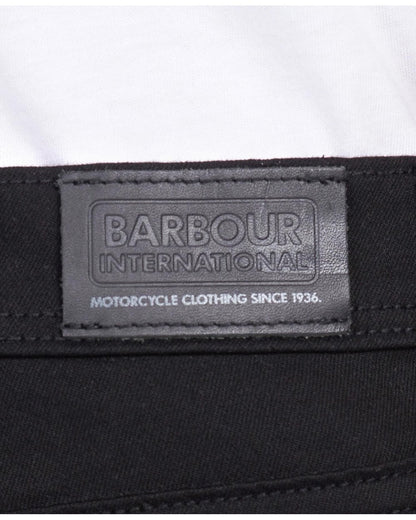 BARBOUR
INTERNATIONAL
MOTORCYCLE CLOTHING SINCE 1936.